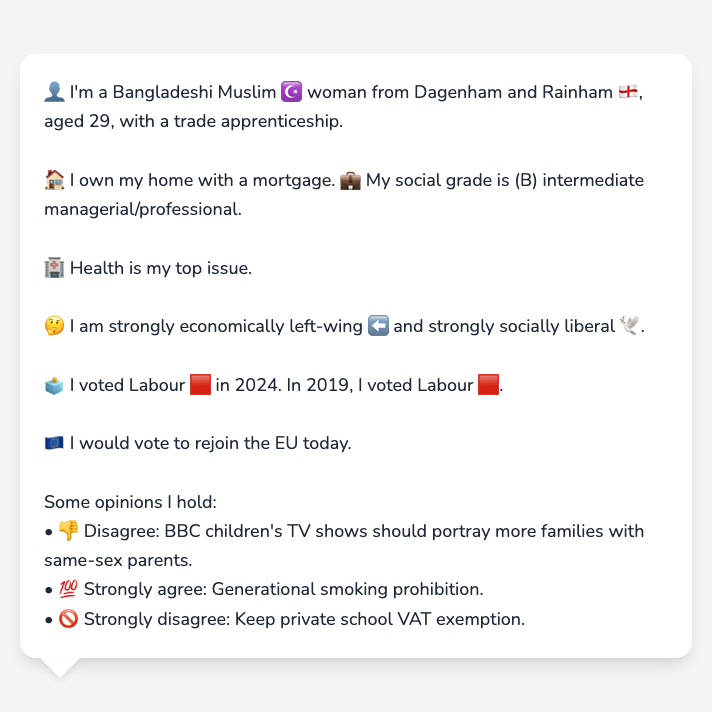 👤 I'm a Bangladeshi Muslim ☪️ woman from Dagenham and Rainham 🏴󠁧󠁢󠁥󠁮󠁧󠁿,
aged 29, with a trade apprenticeship.
🏠 I own my home with a mortgage. 💼 My social grade is (B) intermediate
managerial/professional.
🏥 Health is my top issue.
🤔 I am strongly economically left-wing ⬅️ and strongly socially liberal 🕊️.
🗳️ I voted Labour 🟥 in 2024. In 2019, I voted Labour 🟥.
🇪🇺 I would vote to rejoin the EU today.
Some opinions I hold:
• 👎 Disagree: BBC children's TV shows should portray more families with
same-sex parents.
• 💯 Strongly agree: Generational smoking prohibition.
• 🚫 Strongly disagree: Keep private school VAT exemption.